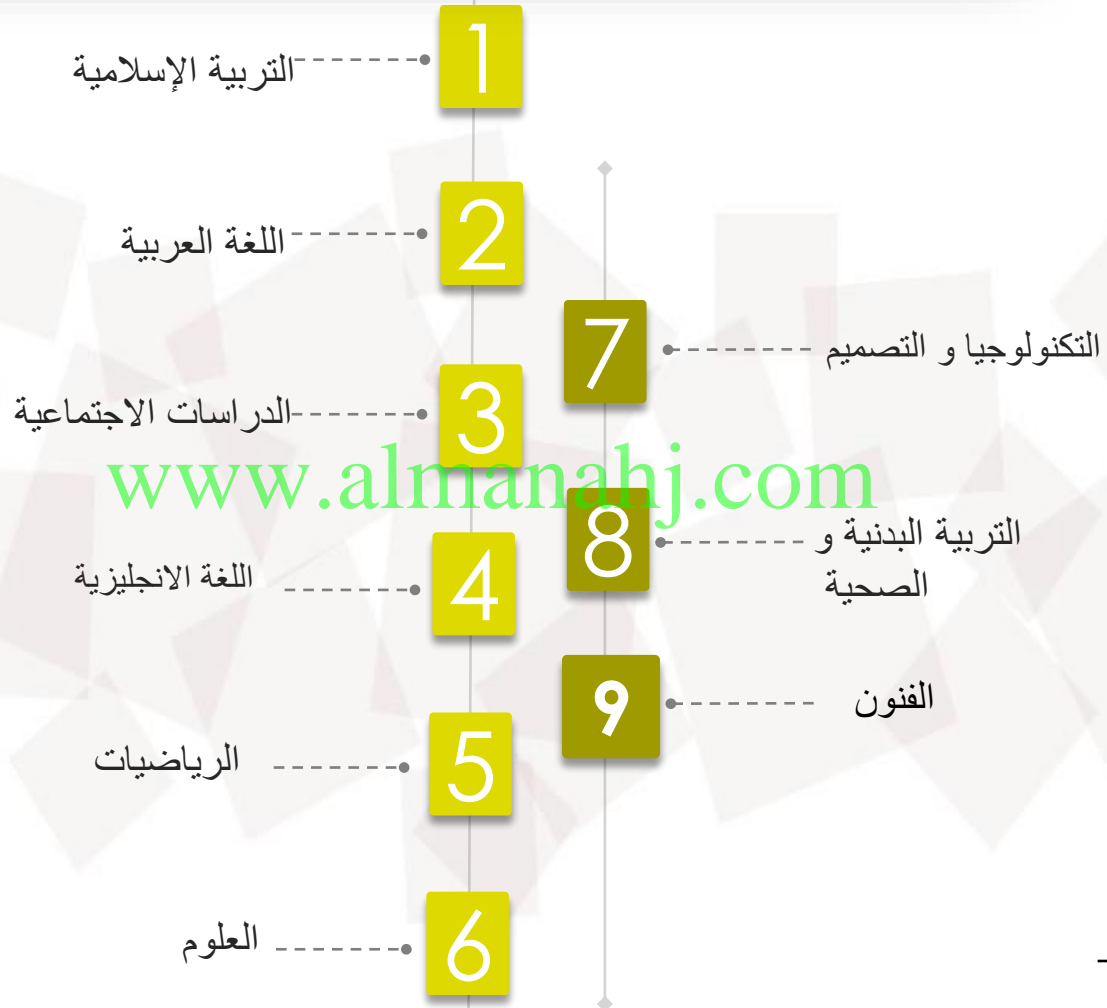 1
التربية الإسلامية
2
اللغة العربية
3
الدراسات الاجتماعية
4
اللغة الانجليزية
5
الرياضيات
6
العلوم
7
التكنولوجيا و التصميم
8
التربية البدنية و
الصحية
9
الفنون
www.almanahj.com